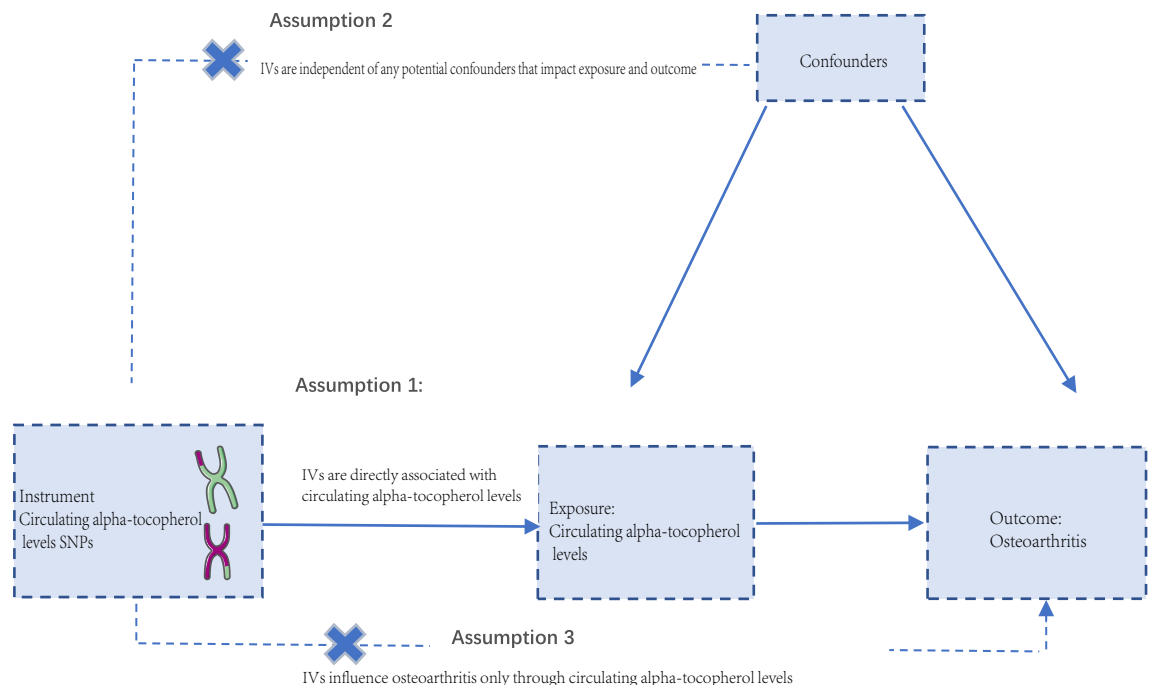 Assumption 2
IVs are independent of any potential confounders that impact exposure and outcome
Confounders
Assumption 1:
IVs are directly associated with
circulating alpha-tocopherol levels
Instrument
Circulating alpha-tocopherol
levels SNPs
Exposure:
Circulating alpha-tocopherol
levels
Outcome:
Osteoarthritis
Assumption 3
IVs influence osteoarthritis only through circulating alpha-tocopherol levels